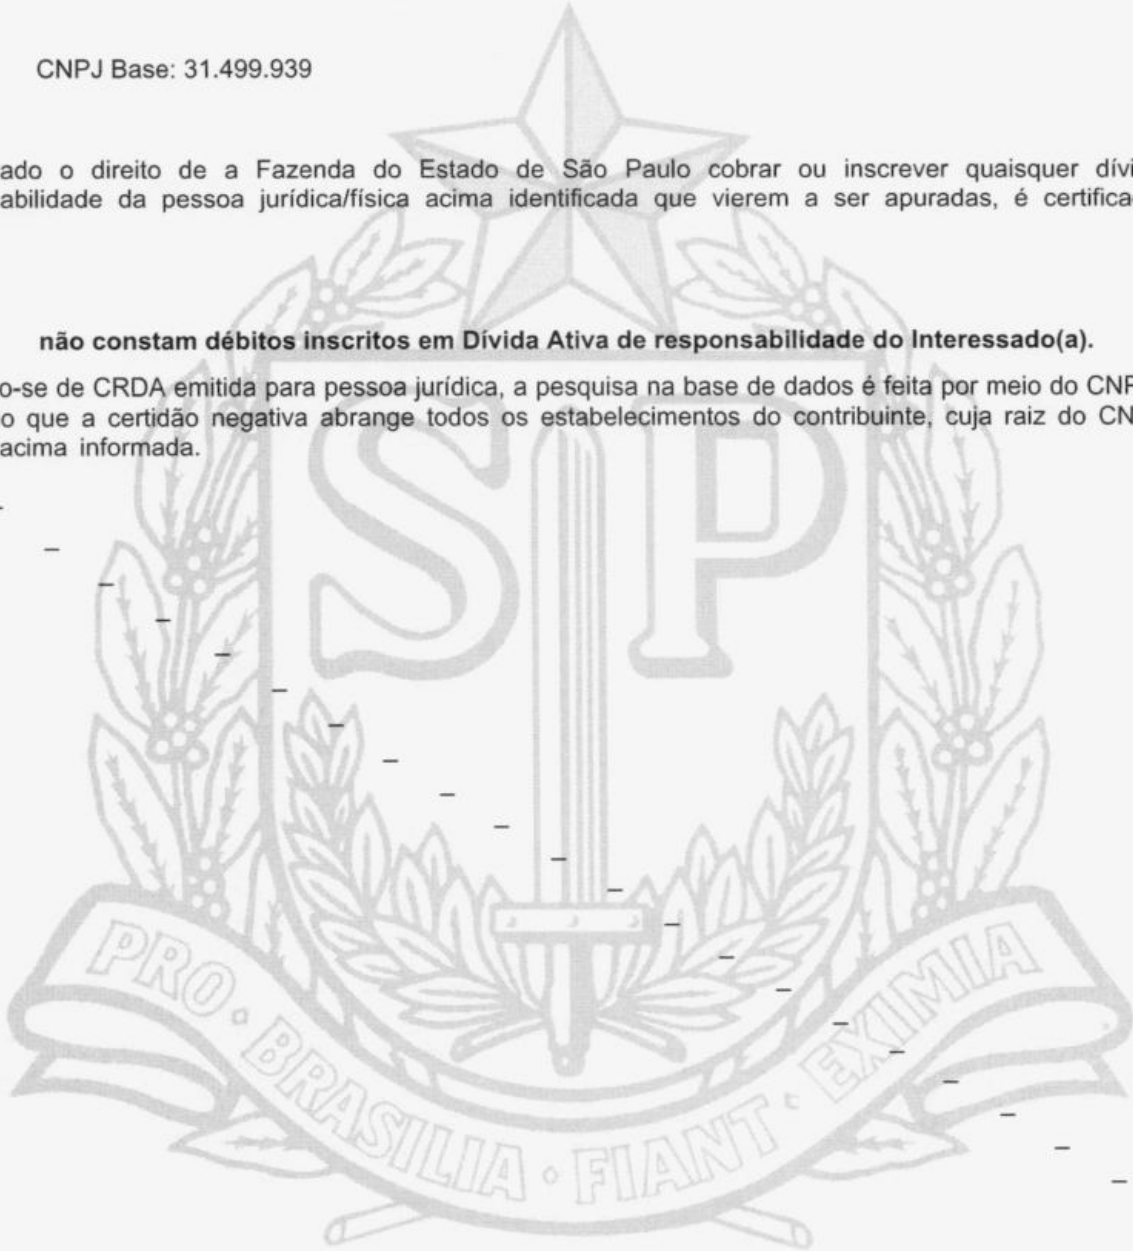 CNPJ Base: 31.499.939
ado o direito de a Fazenda do Estado de São Paulo cobrar ou inscrever quaisquer dívi
abilidade da pessoa jurídica/física acima identificada que vierem a ser apuradas, é certifica
não constam débitos inscritos em Dívida Ativa de responsabilidade do Interessado(a).
o-se de CRDA emitida para pessoa jurídica, a pesquisa na base de dados é feita por meio do CNP
o que a certidão negativa abrange todos os estabelecimentos do contribuinte, cuja raiz do CN
acima informada.
SP
PRO · BRASILIA · FIANT · EXIMIA